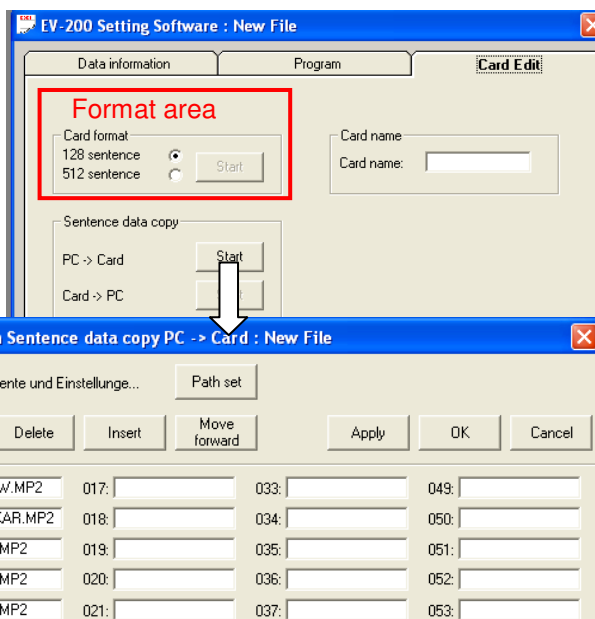 EV-200 Setting Software : New File
Data information Program Card Edit
Format area
Card format
128 sentence
512 sentence
Start
Card name
Card name:
Sentence data copy
PC -> Card Start
Card -> PC
Sentence data copy PC -> Card : New File
ente und Einstellunge... Path set
Delete Insert Move forward Apply OK Cancel
W.MP2 017: 033: 049:
KAR.MP2 018: 034: 050:
MP2 019: 035: 051:
MP2 020: 036: 052:
MP2 021: 037: 053: